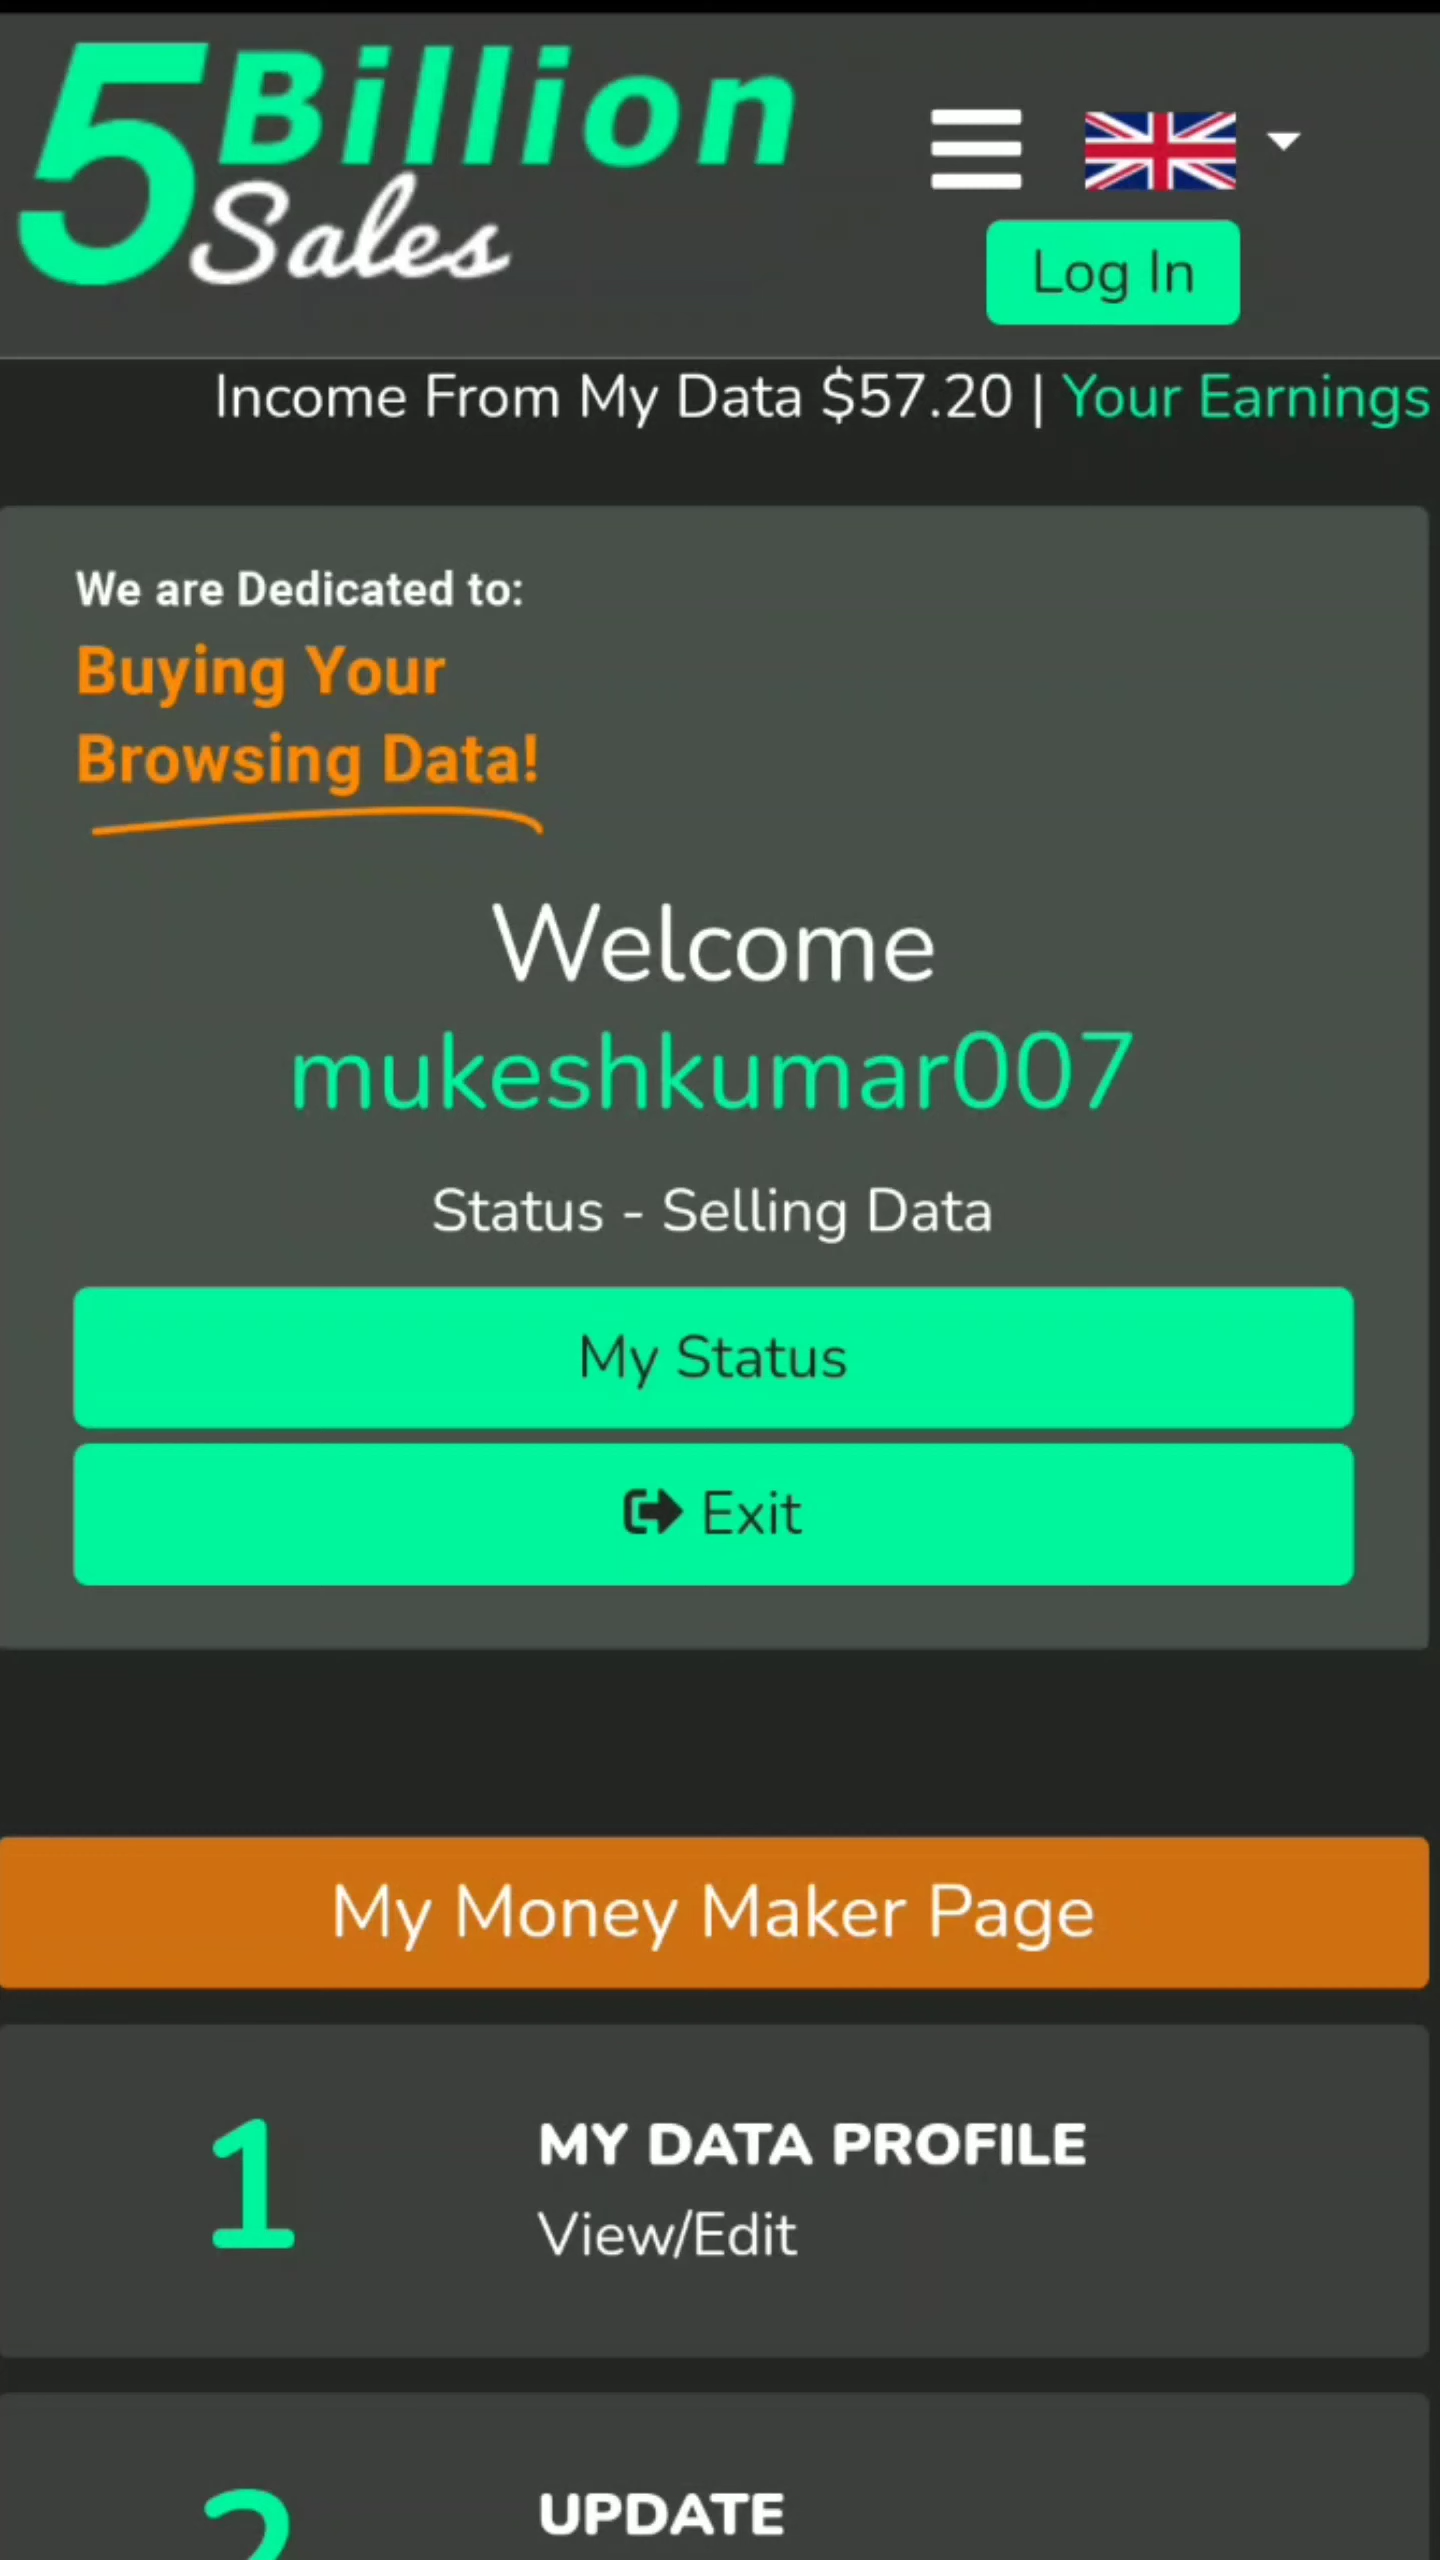 5 Billion
Sales
Log In
Income From My Data $57.20 | Your Earnings
We are Dedicated to:
Buying Your
Browsing Data!
Welcome
mukeshkumar007
Status - Selling Data
My Status
Exit
My Money Maker Page
1
MY DATA PROFILE
View/Edit
2
UPDATE